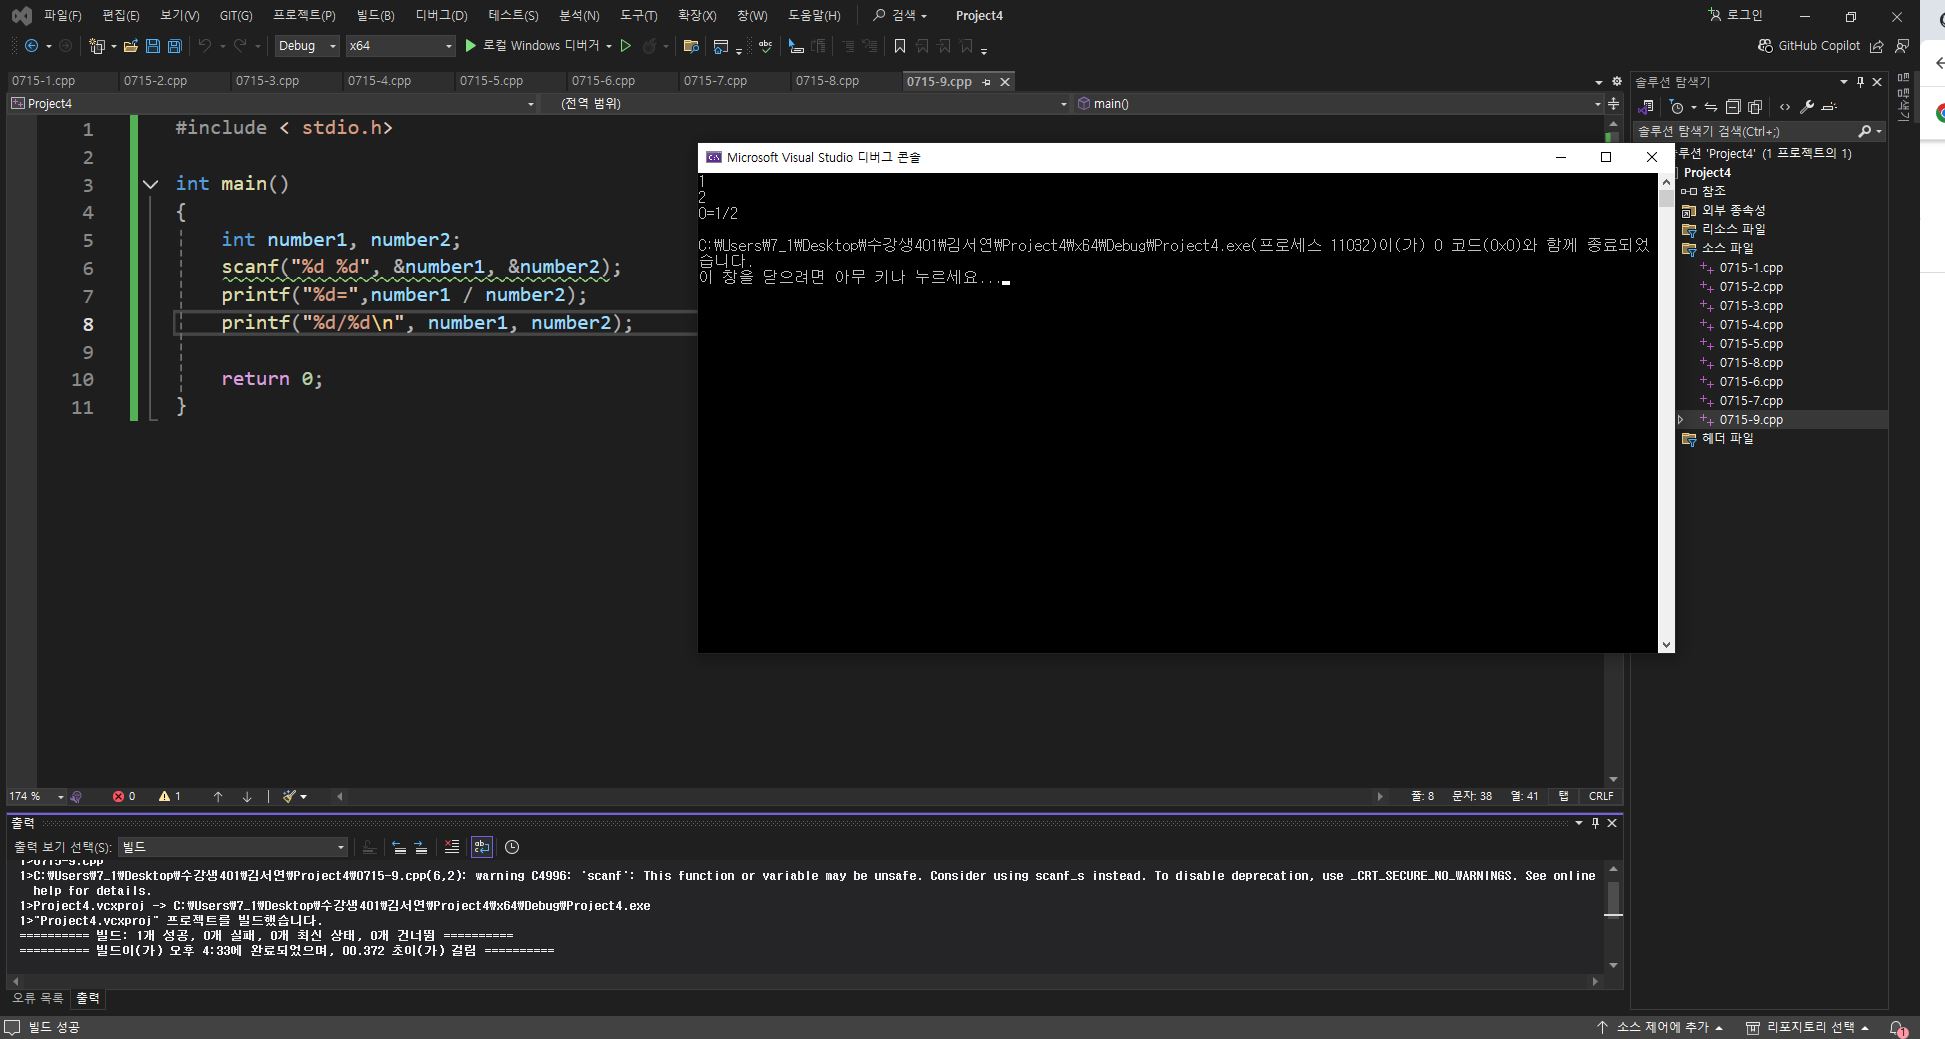 파일(F) 편집(E) 보기(V) GIT(G) 프로젝트(P) 빌드(B) 디버그(D) 테스트(S) 분석(N) 도구(T) 확장(X) 창(W) 도움말(H) 검색 Project4 로그인
Debug x64 로컬 Windows 디버거 GitHub Copilot
0715-1.cpp 0715-2.cpp 0715-3.cpp 0715-4.cpp 0715-5.cpp 0715-6.cpp 0715-7.cpp 0715-8.cpp 0715-9.cpp
Project4 (전역 범위) main()
1 #include < stdio.h>
2
3 int main()
4 {
5 int number1, number2;
6 scanf("%d %d", &number1, &number2);
7 printf("%d=",number1 / number2);
8 printf("%d/%d\n", number1, number2);
9
10 return 0;
11 }
Microsoft Visual Studio 디버그 콘솔
1
2
0=1/2
C:₩Users₩7_1₩Desktop₩수강생401₩김서연₩Project4₩x64₩Debug₩Project4.exe(프로세스 11032)이(가) 0 코드(0x0)와 함께 종료되었
습니다.
이 창을 닫으려면 아무 키나 누르세요...
솔루션 탐색기
솔루션 탐색기 검색(Ctrl+;)
루션 'Project4' (1 프로젝트의 1)
Project4
참조
외부 종속성
리소스 파일
소스 파일
0715-1.cpp
0715-2.cpp
0715-3.cpp
0715-4.cpp
0715-5.cpp
0715-8.cpp
0715-6.cpp
0715-7.cpp
0715-9.cpp
헤더 파일
팀 탐색기
174 % 0 1 줄: 8 문자: 38 열: 41 탭 CRLF
출력
출력 보기 선택(S): 빌드
1>0715-9.cpp
1>C:₩Users₩7_1₩Desktop₩수강생401₩김서연₩Project4₩0715-9.cpp(6,2): warning C4996: 'scanf': This function or variable may be unsafe. Consider using scanf_s instead. To disable deprecation, use _CRT_SECURE_NO_WARNINGS. See online
help for details.
1>Project4.vcxproj -> C:₩Users₩7_1₩Desktop₩수강생401₩김서연₩Project4₩x64₩Debug₩Project4.exe
1>"Project4.vcxproj" 프로젝트를 빌드했습니다.
========== 빌드: 1개 성공, 0개 실패, 0개 최신 상태, 0개 건너뜀 ==========
========== 빌드이(가) 오후 4:33에 완료되었으며, 00.372 초이(가) 걸림 ==========
오류 목록 출력
빌드 성공 소스 제어에 추가 리포지토리 선택 1